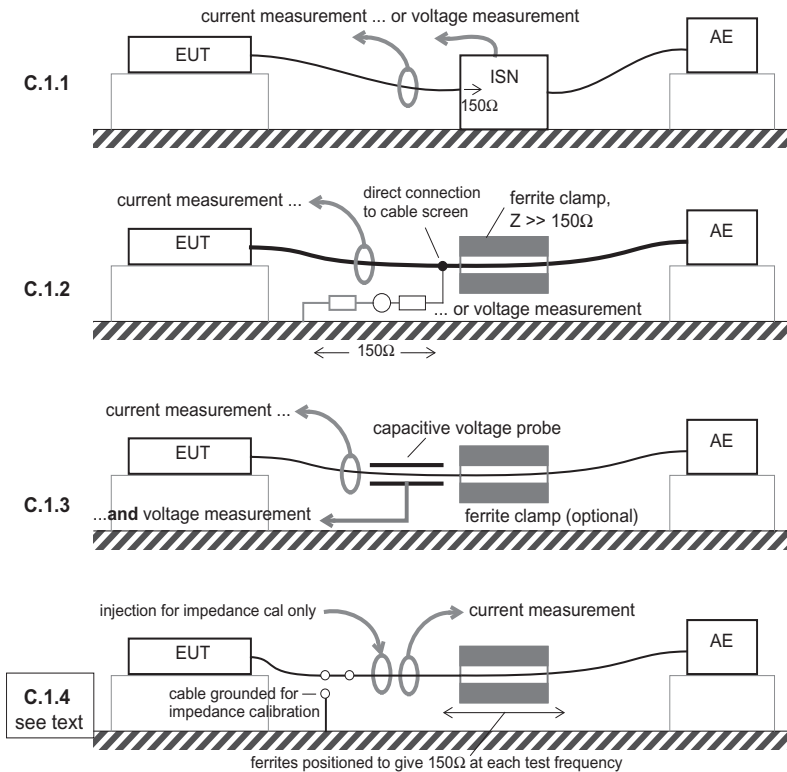 current measurement ... or voltage measurement
EUT
ISN
AE
C.1.1
150Ω
direct connection
to cable screen
ferrite clamp,
Z >> 150Ω
current measurement ...
EUT
AE
C.1.2
... or voltage measurement
150Ω
current measurement ...
capacitive voltage probe
EUT
AE
C.1.3
...and voltage measurement
ferrite clamp (optional)
injection for impedance cal only
current measurement
EUT
AE
C.1.4
see text
cable grounded for
impedance calibration
ferrites positioned to give 150Ω at each test frequency